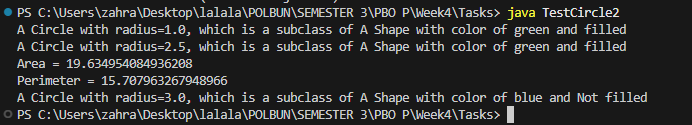 PS C:\Users\zahra\Desktop\lalala\POLBUN\SEMESTER 3\PBO P\Week4\Tasks> java TestCircle2
A Circle with radius=1.0, which is a subclass of A Shape with color of green and filled
A Circle with radius=2.5, which is a subclass of A Shape with color of green and filled
Area = 19.634954084936208
Perimeter = 15.707963267948966
A Circle with radius=3.0, which is a subclass of A Shape with color of blue and Not filled
PS C:\Users\zahra\Desktop\lalala\POLBUN\SEMESTER 3\PBO P\Week4\Tasks>